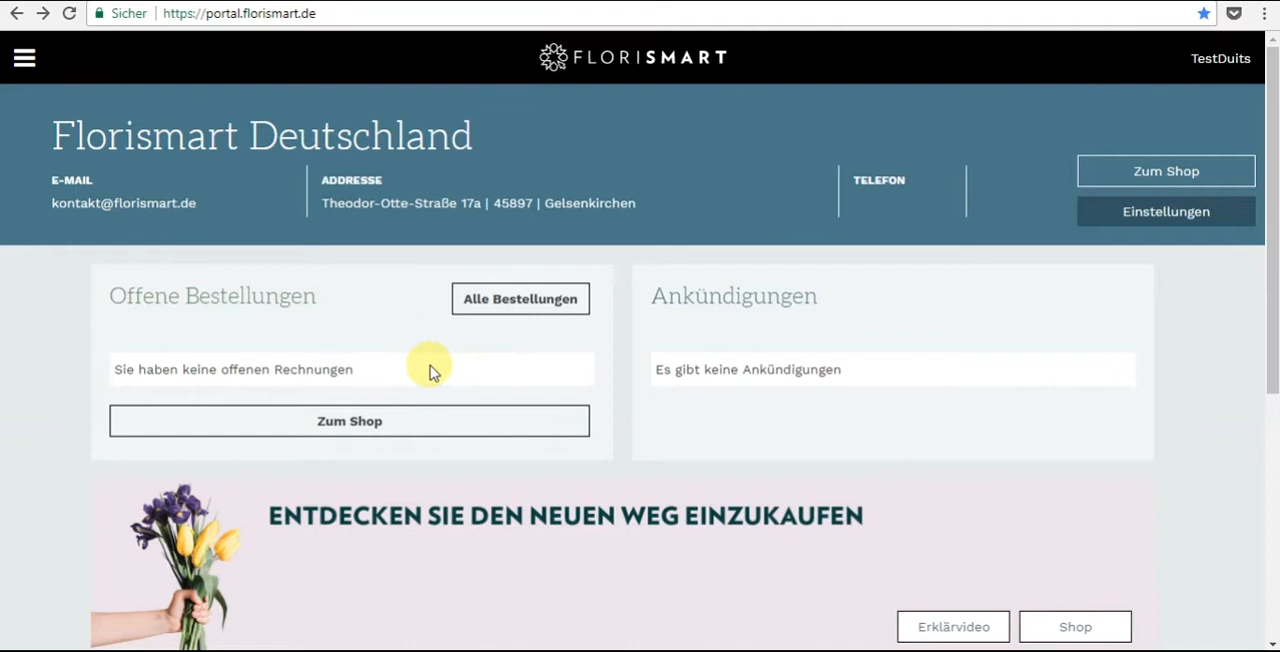 Sicher | https://portal.florismart.de
FLORISMART
TestDuits
Florismart Deutschland
E-MAIL
kontakt@florismart.de
ADDRESSE
Theodor-Otte-Straße 17a | 45897 | Gelsenkirchen
TELEFON
Zum Shop
Einstellungen
Offene Bestellungen
Alle Bestellungen
Sie haben keine offenen Rechnungen
Zum Shop
Ankündigungen
Es gibt keine Ankündigungen
ENTDECKEN SIE DEN NEUEN WEG EINZUKAUFEN
Erklärvideo
Shop